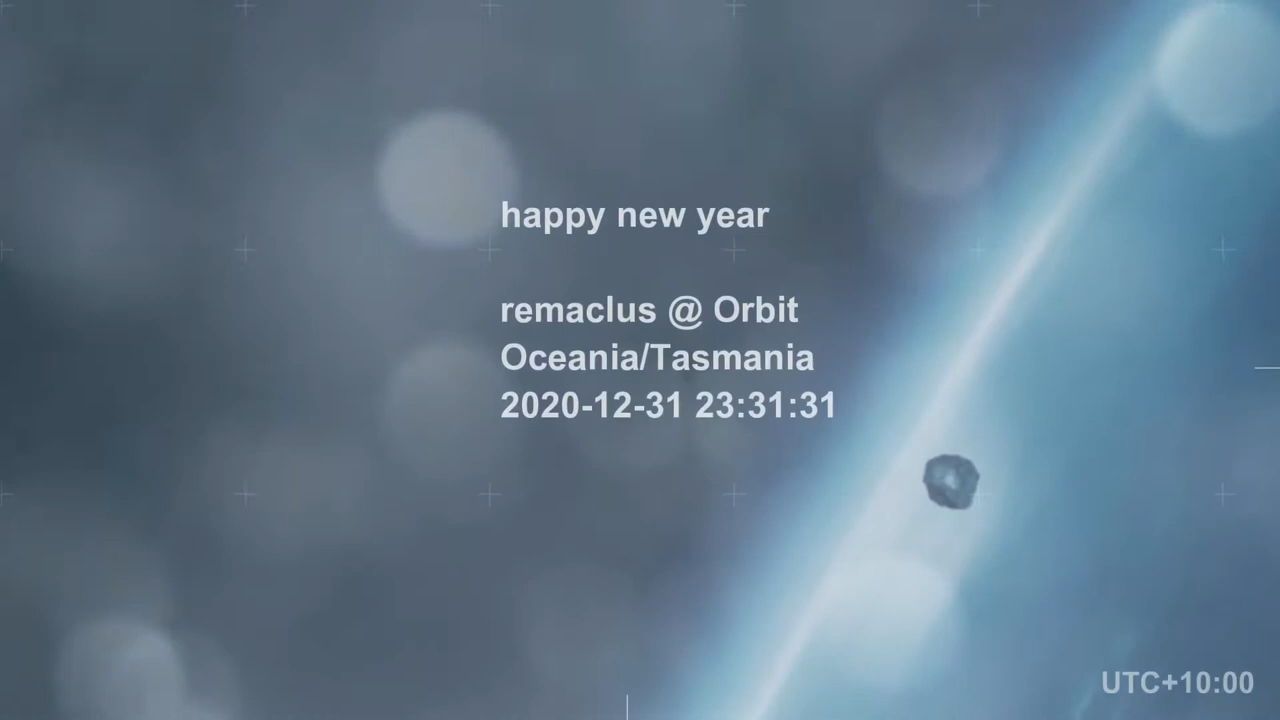 happy new year
remaclus @ Orbit
Oceania/Tasmania
2020-12-31 23:31:31
UTC+10:00